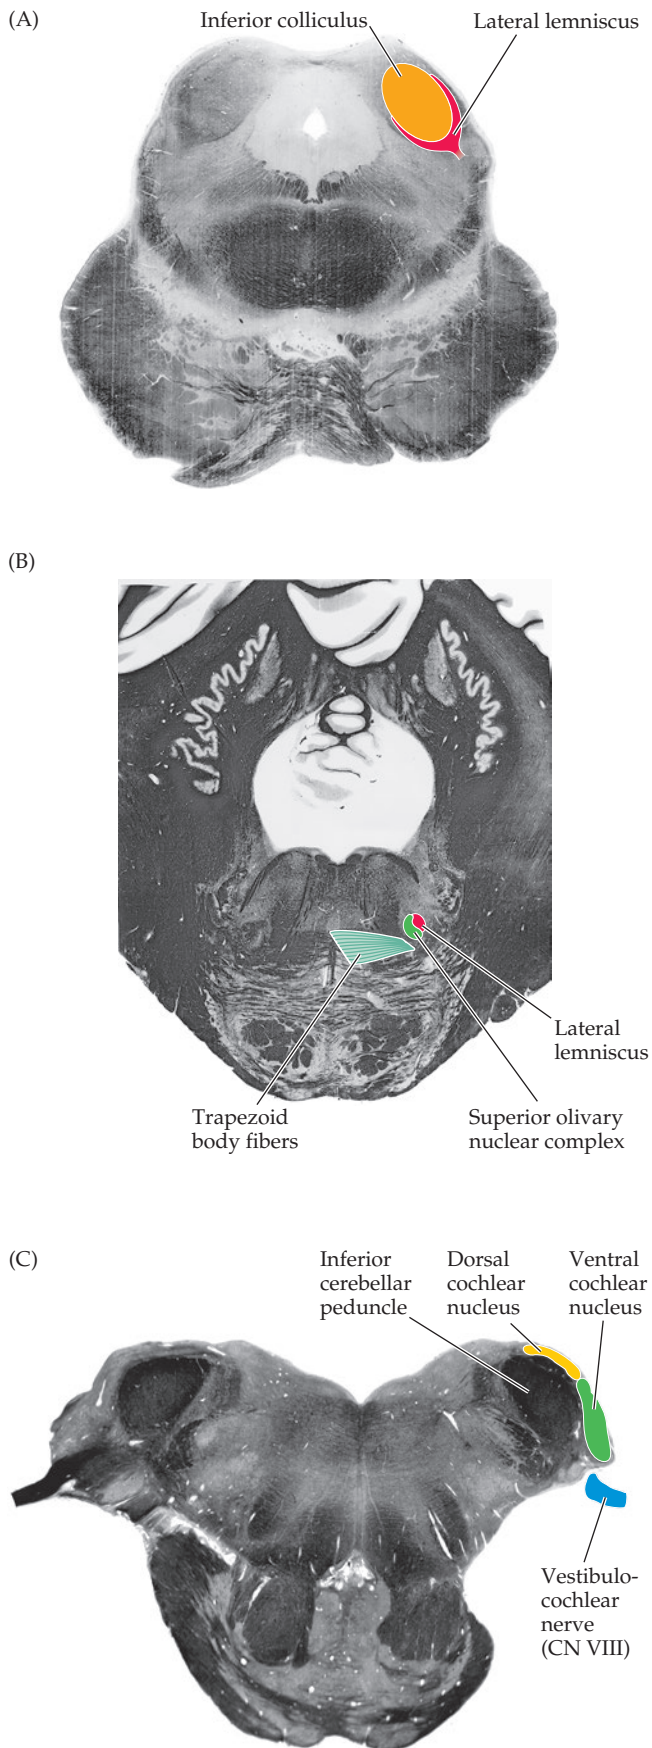 (A)
Inferior colliculus
Lateral lemniscus
(B)
Lateral
lemniscus
Trapezoid
body fibers
Superior olivary
nuclear complex
(C)
Inferior
cerebellar
peduncle
Dorsal
cochlear
nucleus
Ventral
cochlear
nucleus
Vestibulo-
cochlear
nerve
(CN VIII)